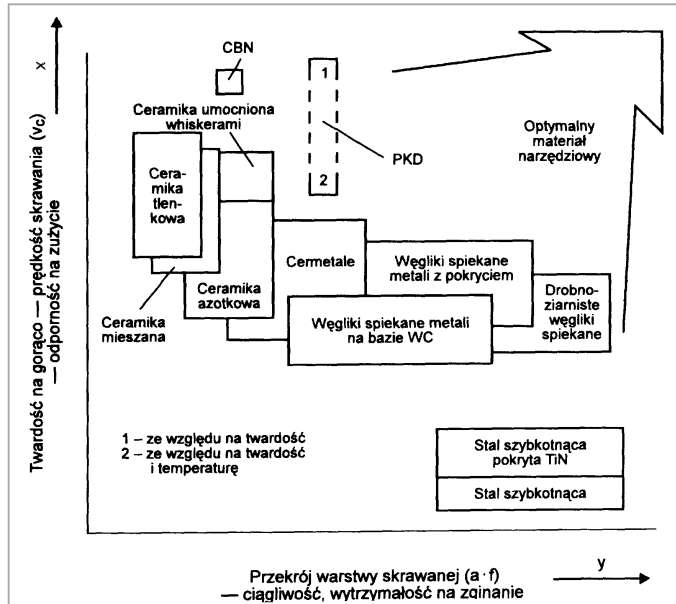 x
Twardość na gorąco — prędkość skrawania (vc)
— odporność na zużycie
CBN
Ceramika umocniona
whiskerami
1
2
PKD
Optymalny
materiał
narzędziowy
Cera-
mika
tlen-
kowa
Ceramika
mieszana
Ceramika
azotkowa
Cermetale
Węgliki spiekane
metali z pokryciem
Węgliki spiekane metali
na bazie WC
Drobno-
ziarniste
węgliki
spiekane
1 – ze względu na twardość
2 – ze względu na twardość
i temperaturę
Stal szybkotnąca
pokryta TiN
Stal szybkotnąca
Przekrój warstwy skrawanej (a · f)
— ciągliwość, wytrzymałość na zginanie
y